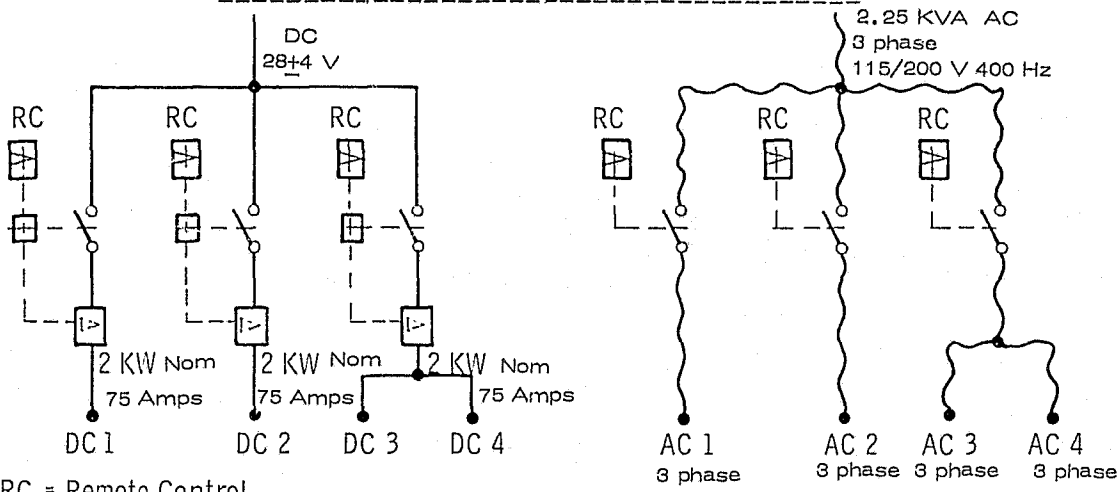 DC
28±4 V
2.25 KVA AC
3 phase
115/200 V 400 Hz
RC
RC
RC
RC
RC
RC
2 KW Nom
75 Amps
2 KW Nom
75 Amps
2 KW Nom
75 Amps
DC 1
DC 2
DC 3
DC 4
AC 1
3 phase
AC 2
3 phase
AC 3
3 phase
AC 4
3 phase
RC = Remote Control